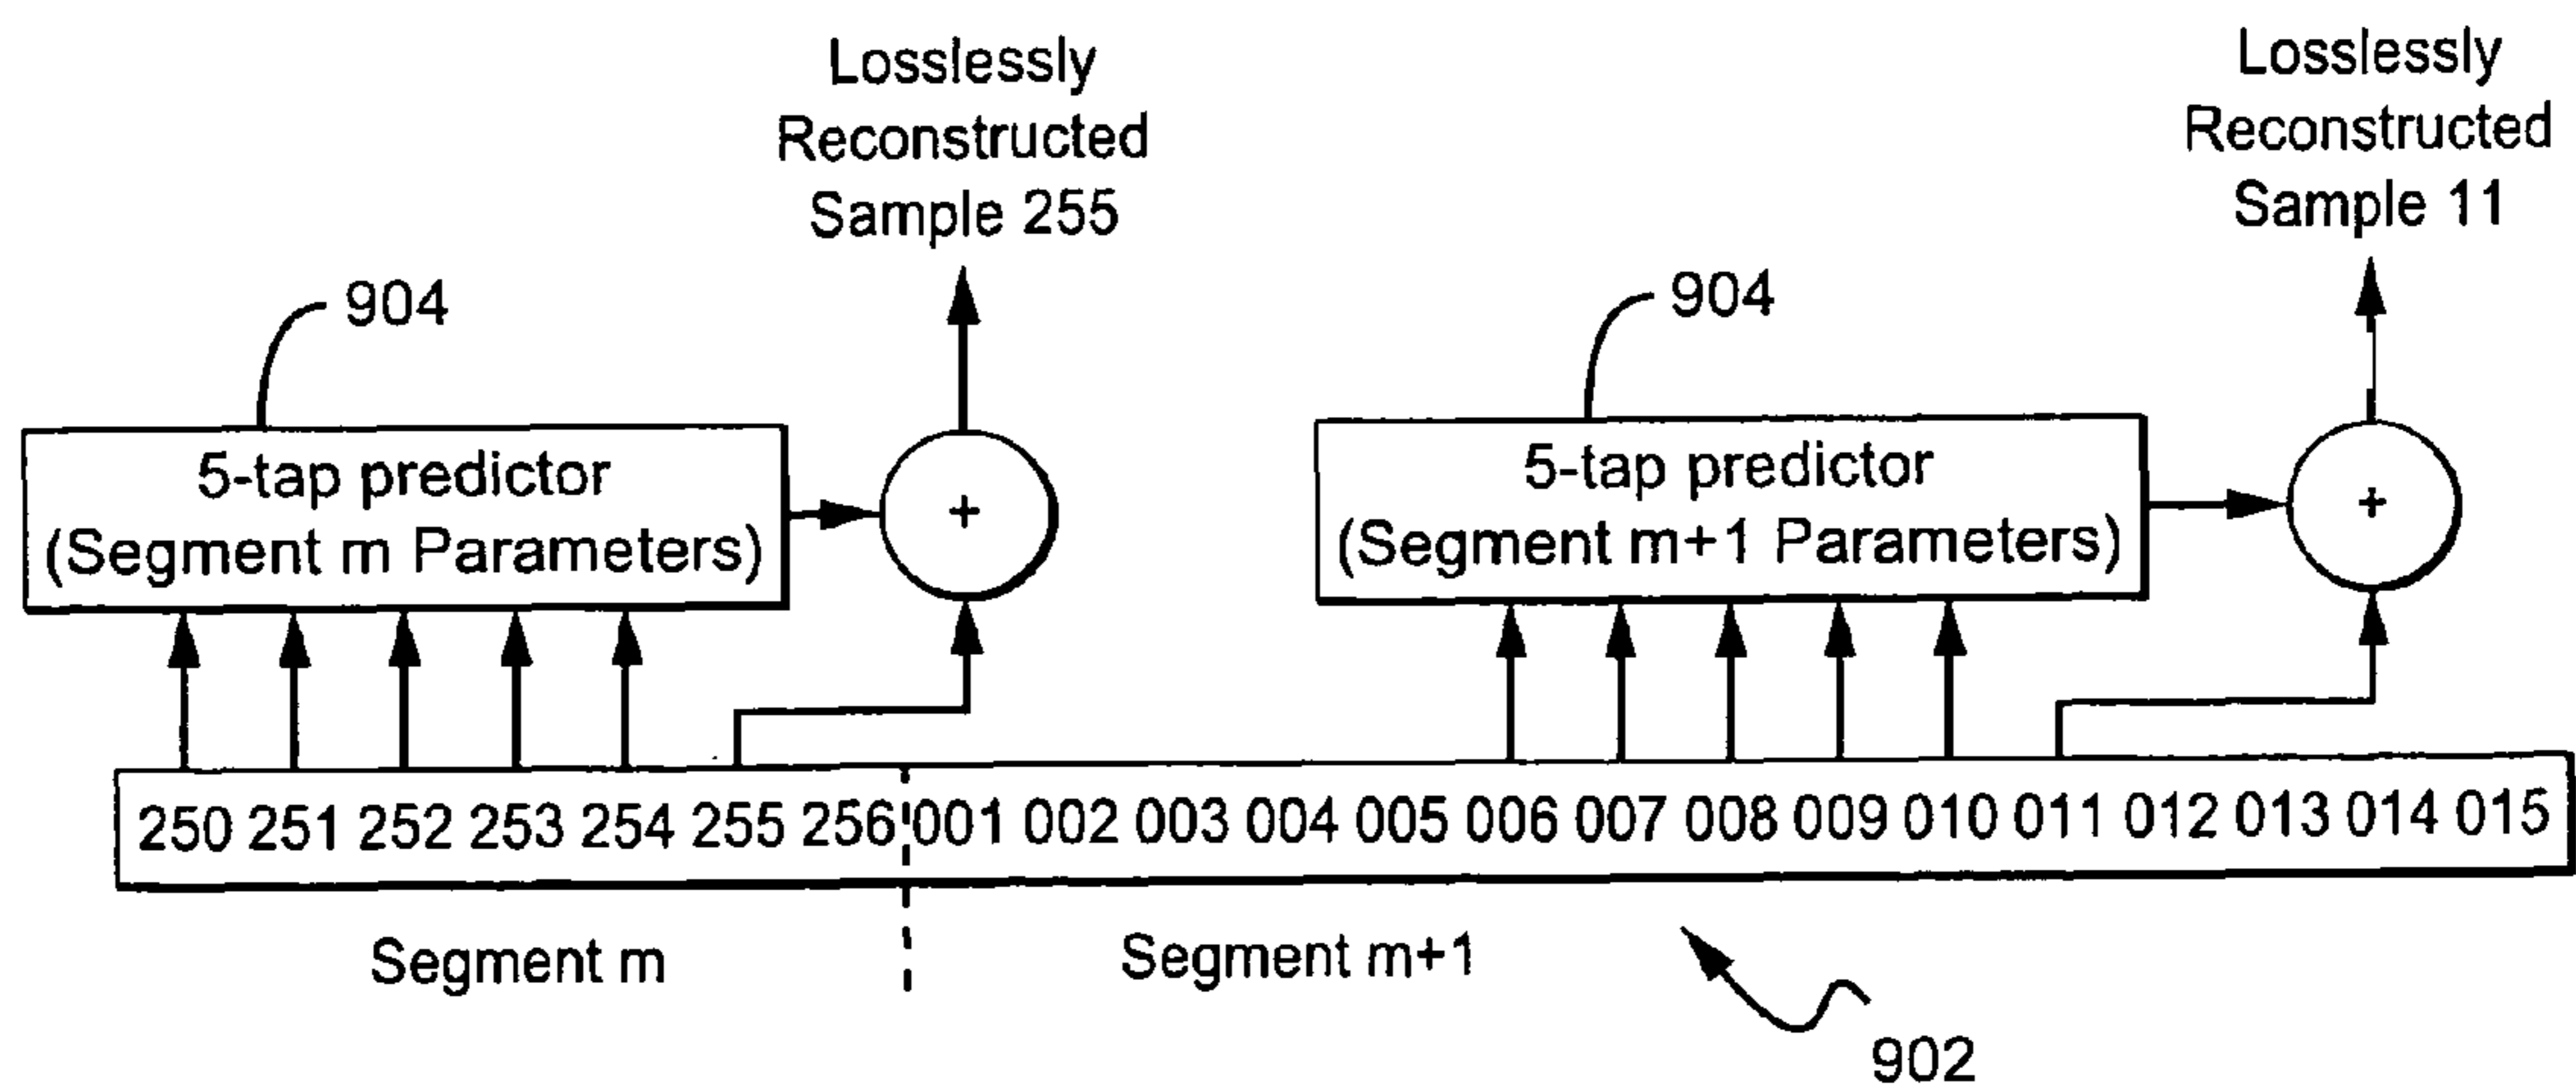 Losslessly
Reconstructed
Sample 255
Losslessly
Reconstructed
Sample 11
904
904
5-tap predictor
(Segment m Parameters)
+
5-tap predictor
(Segment m+1 Parameters)
+
250 251 252 253 254 255 256 001 002 003 004 005 006 007 008 009 010 011 012 013 014 015
Segment m
Segment m+1
902